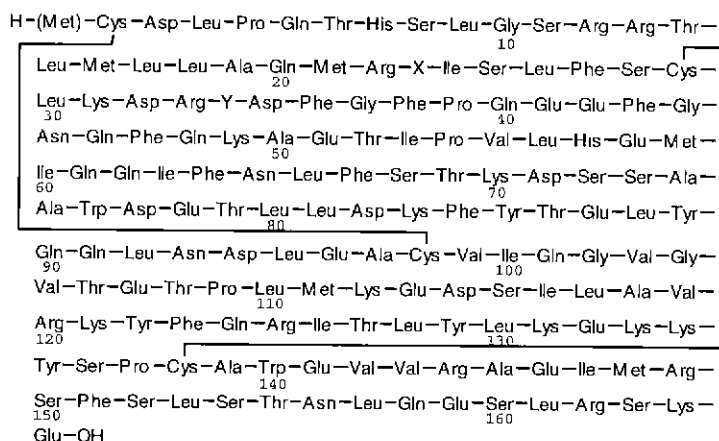 H-(Met)-Cys-Asp-Leu-Pro-Gln-Thr-His-Ser-Leu-Gly-Ser-Arg-Arg-Thr-
10
Leu-Met-Leu-Leu-Ala-Gln-Met-Arg-X-Ile-Ser-Leu-Phe-Ser-Cys-
20
Leu-Lys-Asp-Arg-Y-Asp-Phe-Gly-Phe-Pro-Gln-Glu-Glu-Phe-Gly-
30 40
Asn-Gln-Phe-Gln-Lys-Ala-Glu-Thr-Ile-Pro-Val-Leu-His-Glu-Met-
50
Ile-Gln-Gln-Ile-Phe-Asn-Leu-Phe-Ser-Thr-Lys-Asp-Ser-Ser-Ala-
60 70
Ala-Trp-Asp-Glu-Thr-Leu-Leu-Asp-Lys-Phe-Tyr-Thr-Glu-Leu-Tyr-
80
Gln-Gln-Leu-Asn-Asp-Leu-Glu-Ala-Cys-Val-Ile-Gln-Gly-Val-Gly-
90 100
Val-Thr-Glu-Thr-Pro-Leu-Met-Lys-Glu-Asp-Ser-Ile-Leu-Ala-Val-
110
Arg-Lys-Tyr-Phe-Gln-Arg-Ile-Thr-Leu-Tyr-Leu-Lys-Glu-Lys-Lys-
120 130
Tyr-Ser-Pro-Cys-Ala-Trp-Glu-Val-Val-Arg-Ala-Glu-Ile-Met-Arg-
140
Ser-Phe-Ser-Leu-Ser-Thr-Asn-Leu-Gln-Glu-Ser-Leu-Arg-Ser-Lys-
150 160
Glu-OH